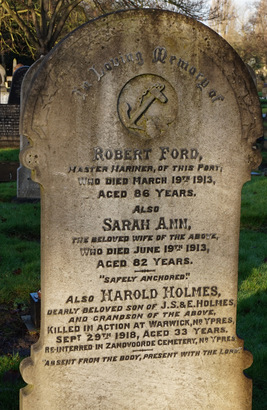 In Loving Memory of
ROBERT FORD,
MASTER MARINER, OF THIS PORT,
WHO DIED MARCH 19TH 1913,
AGED 86 YEARS.
ALSO
SARAH ANN,
THE BELOVED WIFE OF THE ABOVE,
WHO DIED JUNE 19TH 1913,
AGED 82 YEARS.
"SAFELY ANCHORED."
ALSO HAROLD HOLMES,
DEARLY BELOVED SON OF J.S.& E. HOLMES,
AND GRANDSON OF THE ABOVE,
KILLED IN ACTION AT WARWICK, NR YPRES,
SEPT 29TH 1918, AGED 33 YEARS.
RE-INTERRED IN ZANDVOORDE CEMETERY, NR YPRES
"ABSENT FROM THE BODY, PRESENT WITH THE LORD."